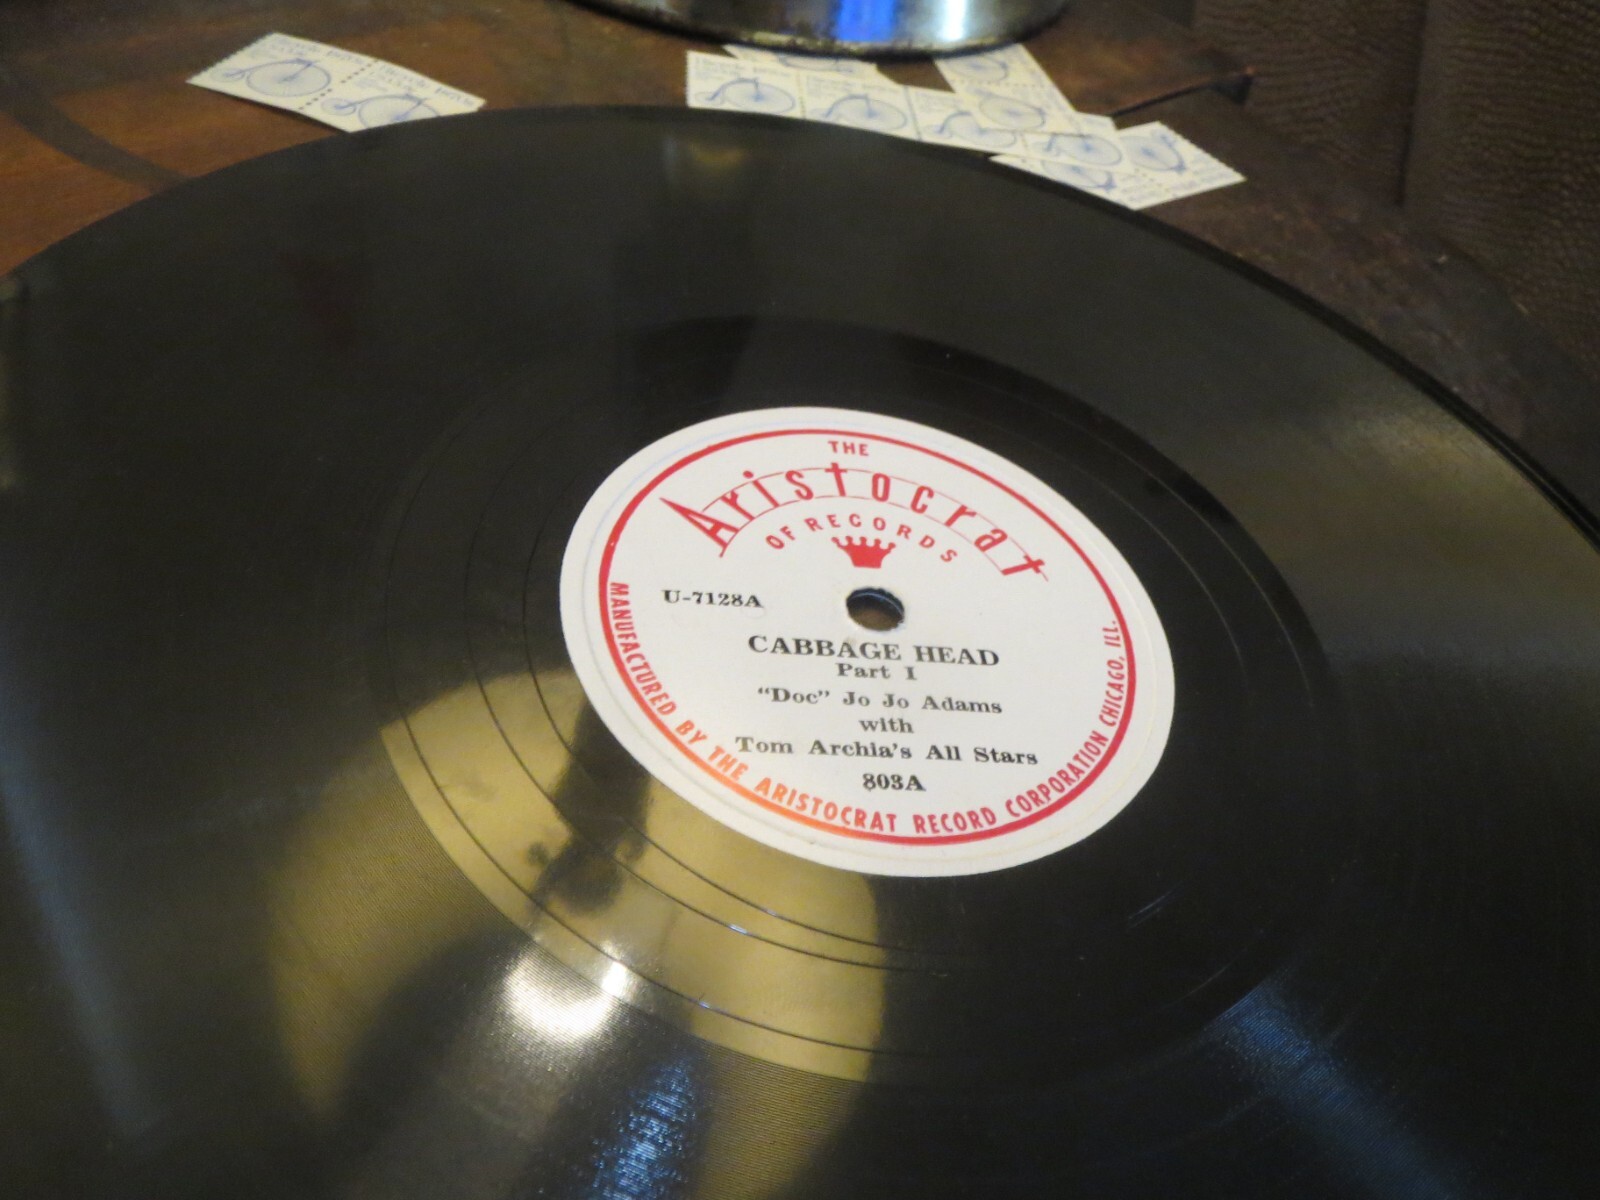 THE
Aristocrat
OF RECORDS
U-7128A
CABBAGE HEAD
Part I
"Doc" Jo Jo Adams
with
Tom Archia's All Stars
803A
MANUFACTURED BY THE ARISTOCRAT RECORD CORPORATION CHICAGO, ILL.